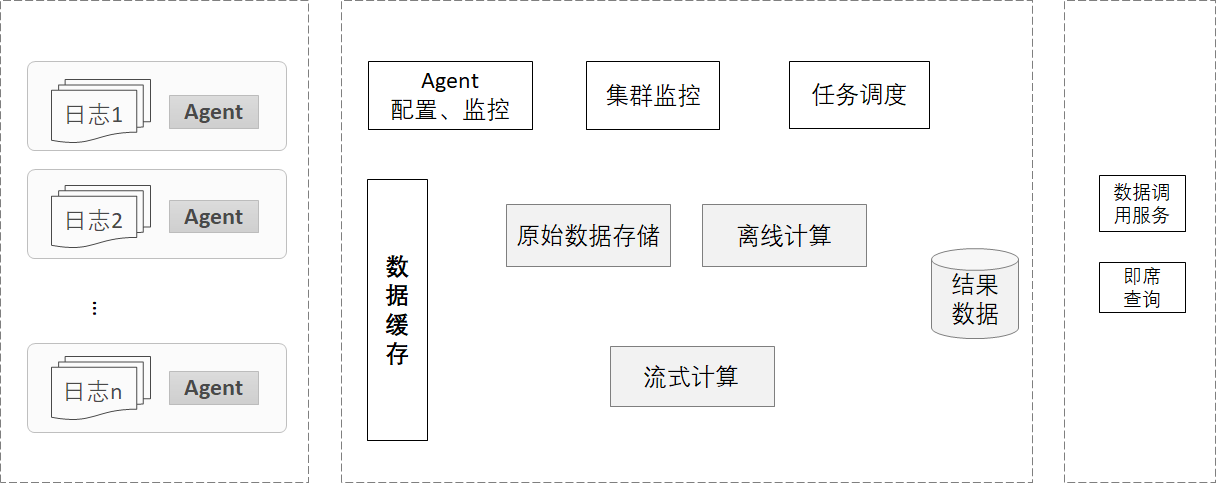 日志1
Agent
日志2
Agent
...
日志n
Agent
Agent
配置、监控
集群监控
任务调度
数
据
缓
存
原始数据存储
离线计算
流式计算
结果
数据
数据调
用服务
即席
查询